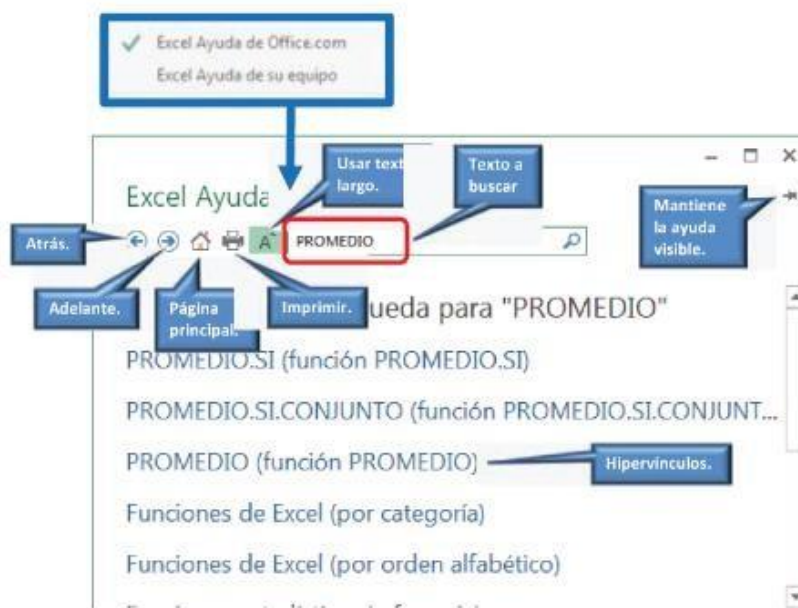 Excel Ayuda de Office.com
Excel Ayuda de su equipo
Excel Ayuda
Usar text
largo.
Texto a
buscar
Mantiene
la ayuda
visible.
Atrás.
A
PROMEDIO
Adelante.
Página
principal.
Imprimir.
ueda para "PROMEDIO"
PROMEDIO.SI (función PROMEDIO.SI)
PROMEDIO.SI.CONJUNTO (función PROMEDIO.SI.CONJUNT...
PROMEDIO (función PROMEDIO)
Hipervínculos.
Funciones de Excel (por categoría)
Funciones de Excel (por orden alfabético)